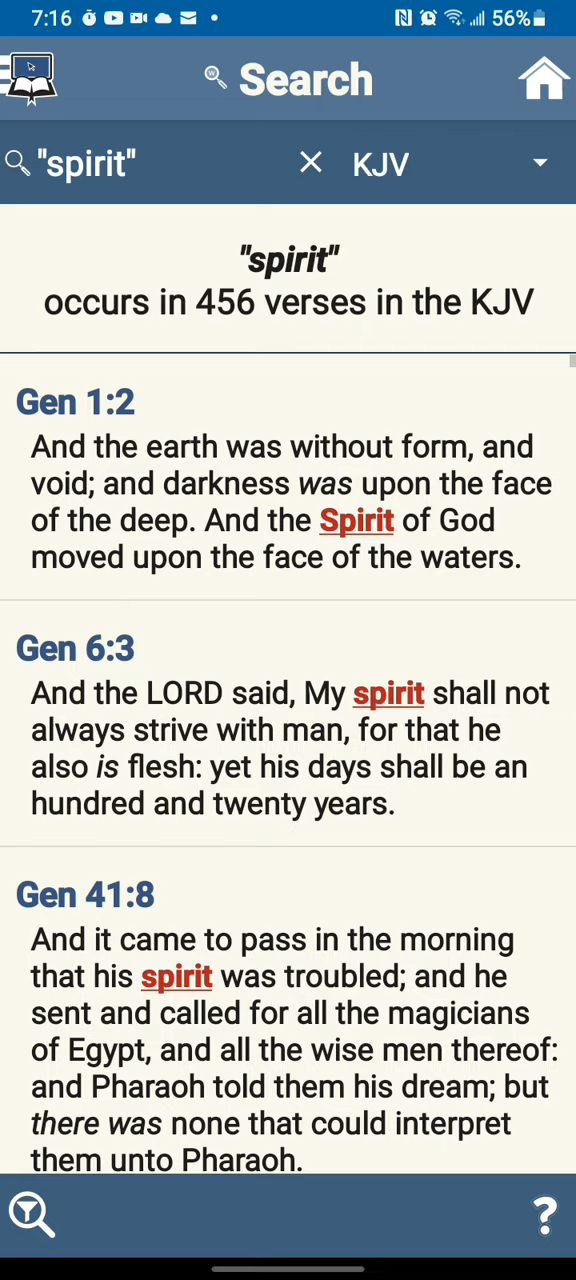 7:16 56%
Search
"spirit" KJV
"spirit"
occurs in 456 verses in the KJV
Gen 1:2
And the earth was without form, and
void; and darkness was upon the face
of the deep. And the Spirit of God
moved upon the face of the waters.
Gen 6:3
And the LORD said, My spirit shall not
always strive with man, for that he
also is flesh: yet his days shall be an
hundred and twenty years.
Gen 41:8
And it came to pass in the morning
that his spirit was troubled; and he
sent and called for all the magicians
of Egypt, and all the wise men thereof:
and Pharaoh told them his dream; but
there was none that could interpret
them unto Pharaoh.
?